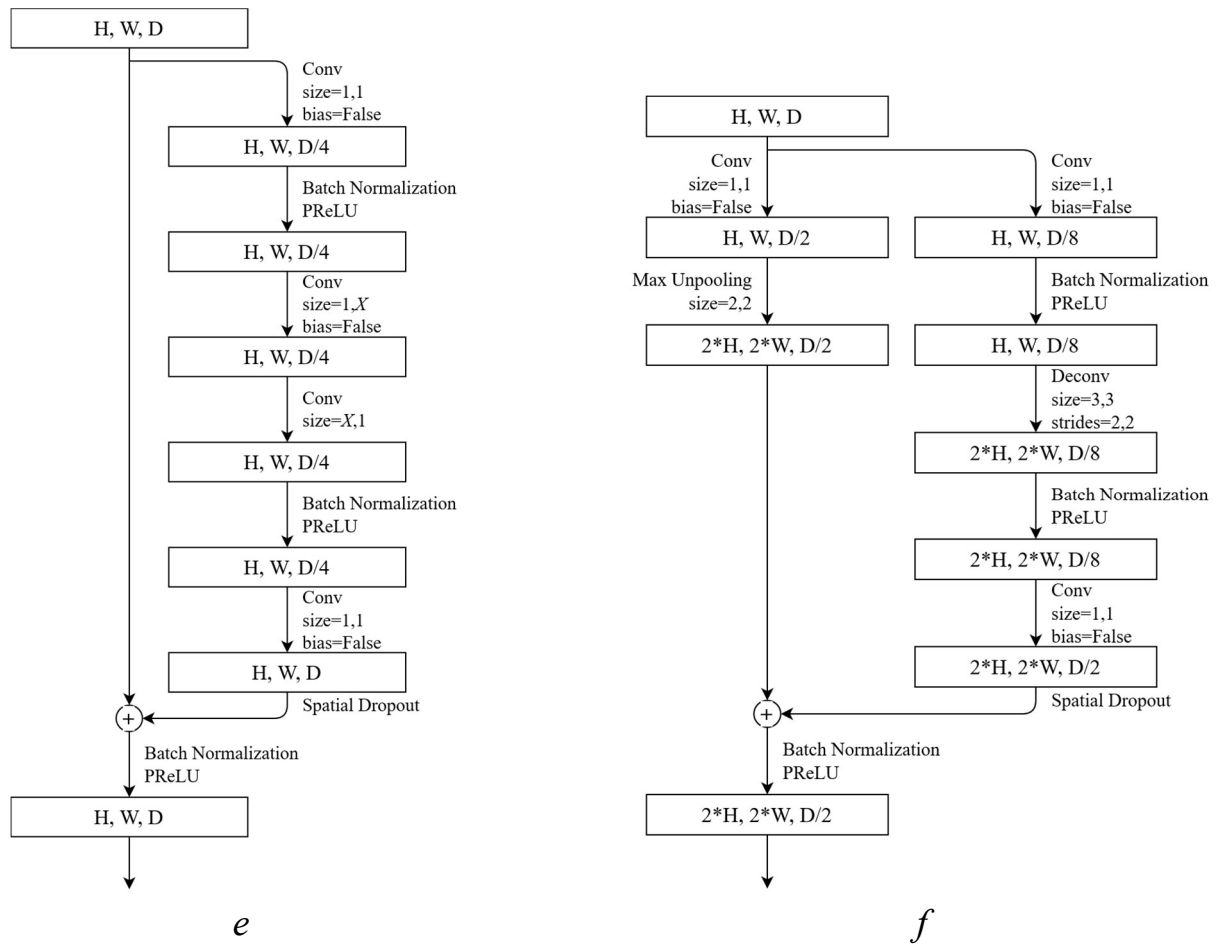 H, W, D
Conv
size=1,1
bias=False
H, W, D/4
Batch Normalization
PReLU
H, W, D/4
Conv
size=1,X
bias=False
H, W, D/4
Conv
size=X,1
H, W, D/4
Batch Normalization
PReLU
H, W, D/4
Conv
size=1,1
bias=False
H, W, D
Spatial Dropout
+
Batch Normalization
PReLU
H, W, D
e
H, W, D
Conv
size=1,1
bias=False
H, W, D/2
Max Unpooling
size=2,2
2*H, 2*W, D/2
Conv
size=1,1
bias=False
H, W, D/8
Batch Normalization
PReLU
H, W, D/8
Deconv
size=3,3
strides=2,2
2*H, 2*W, D/8
Batch Normalization
PReLU
2*H, 2*W, D/8
Conv
size=1,1
bias=False
2*H, 2*W, D/2
Spatial Dropout
+
Batch Normalization
PReLU
2*H, 2*W, D/2
f